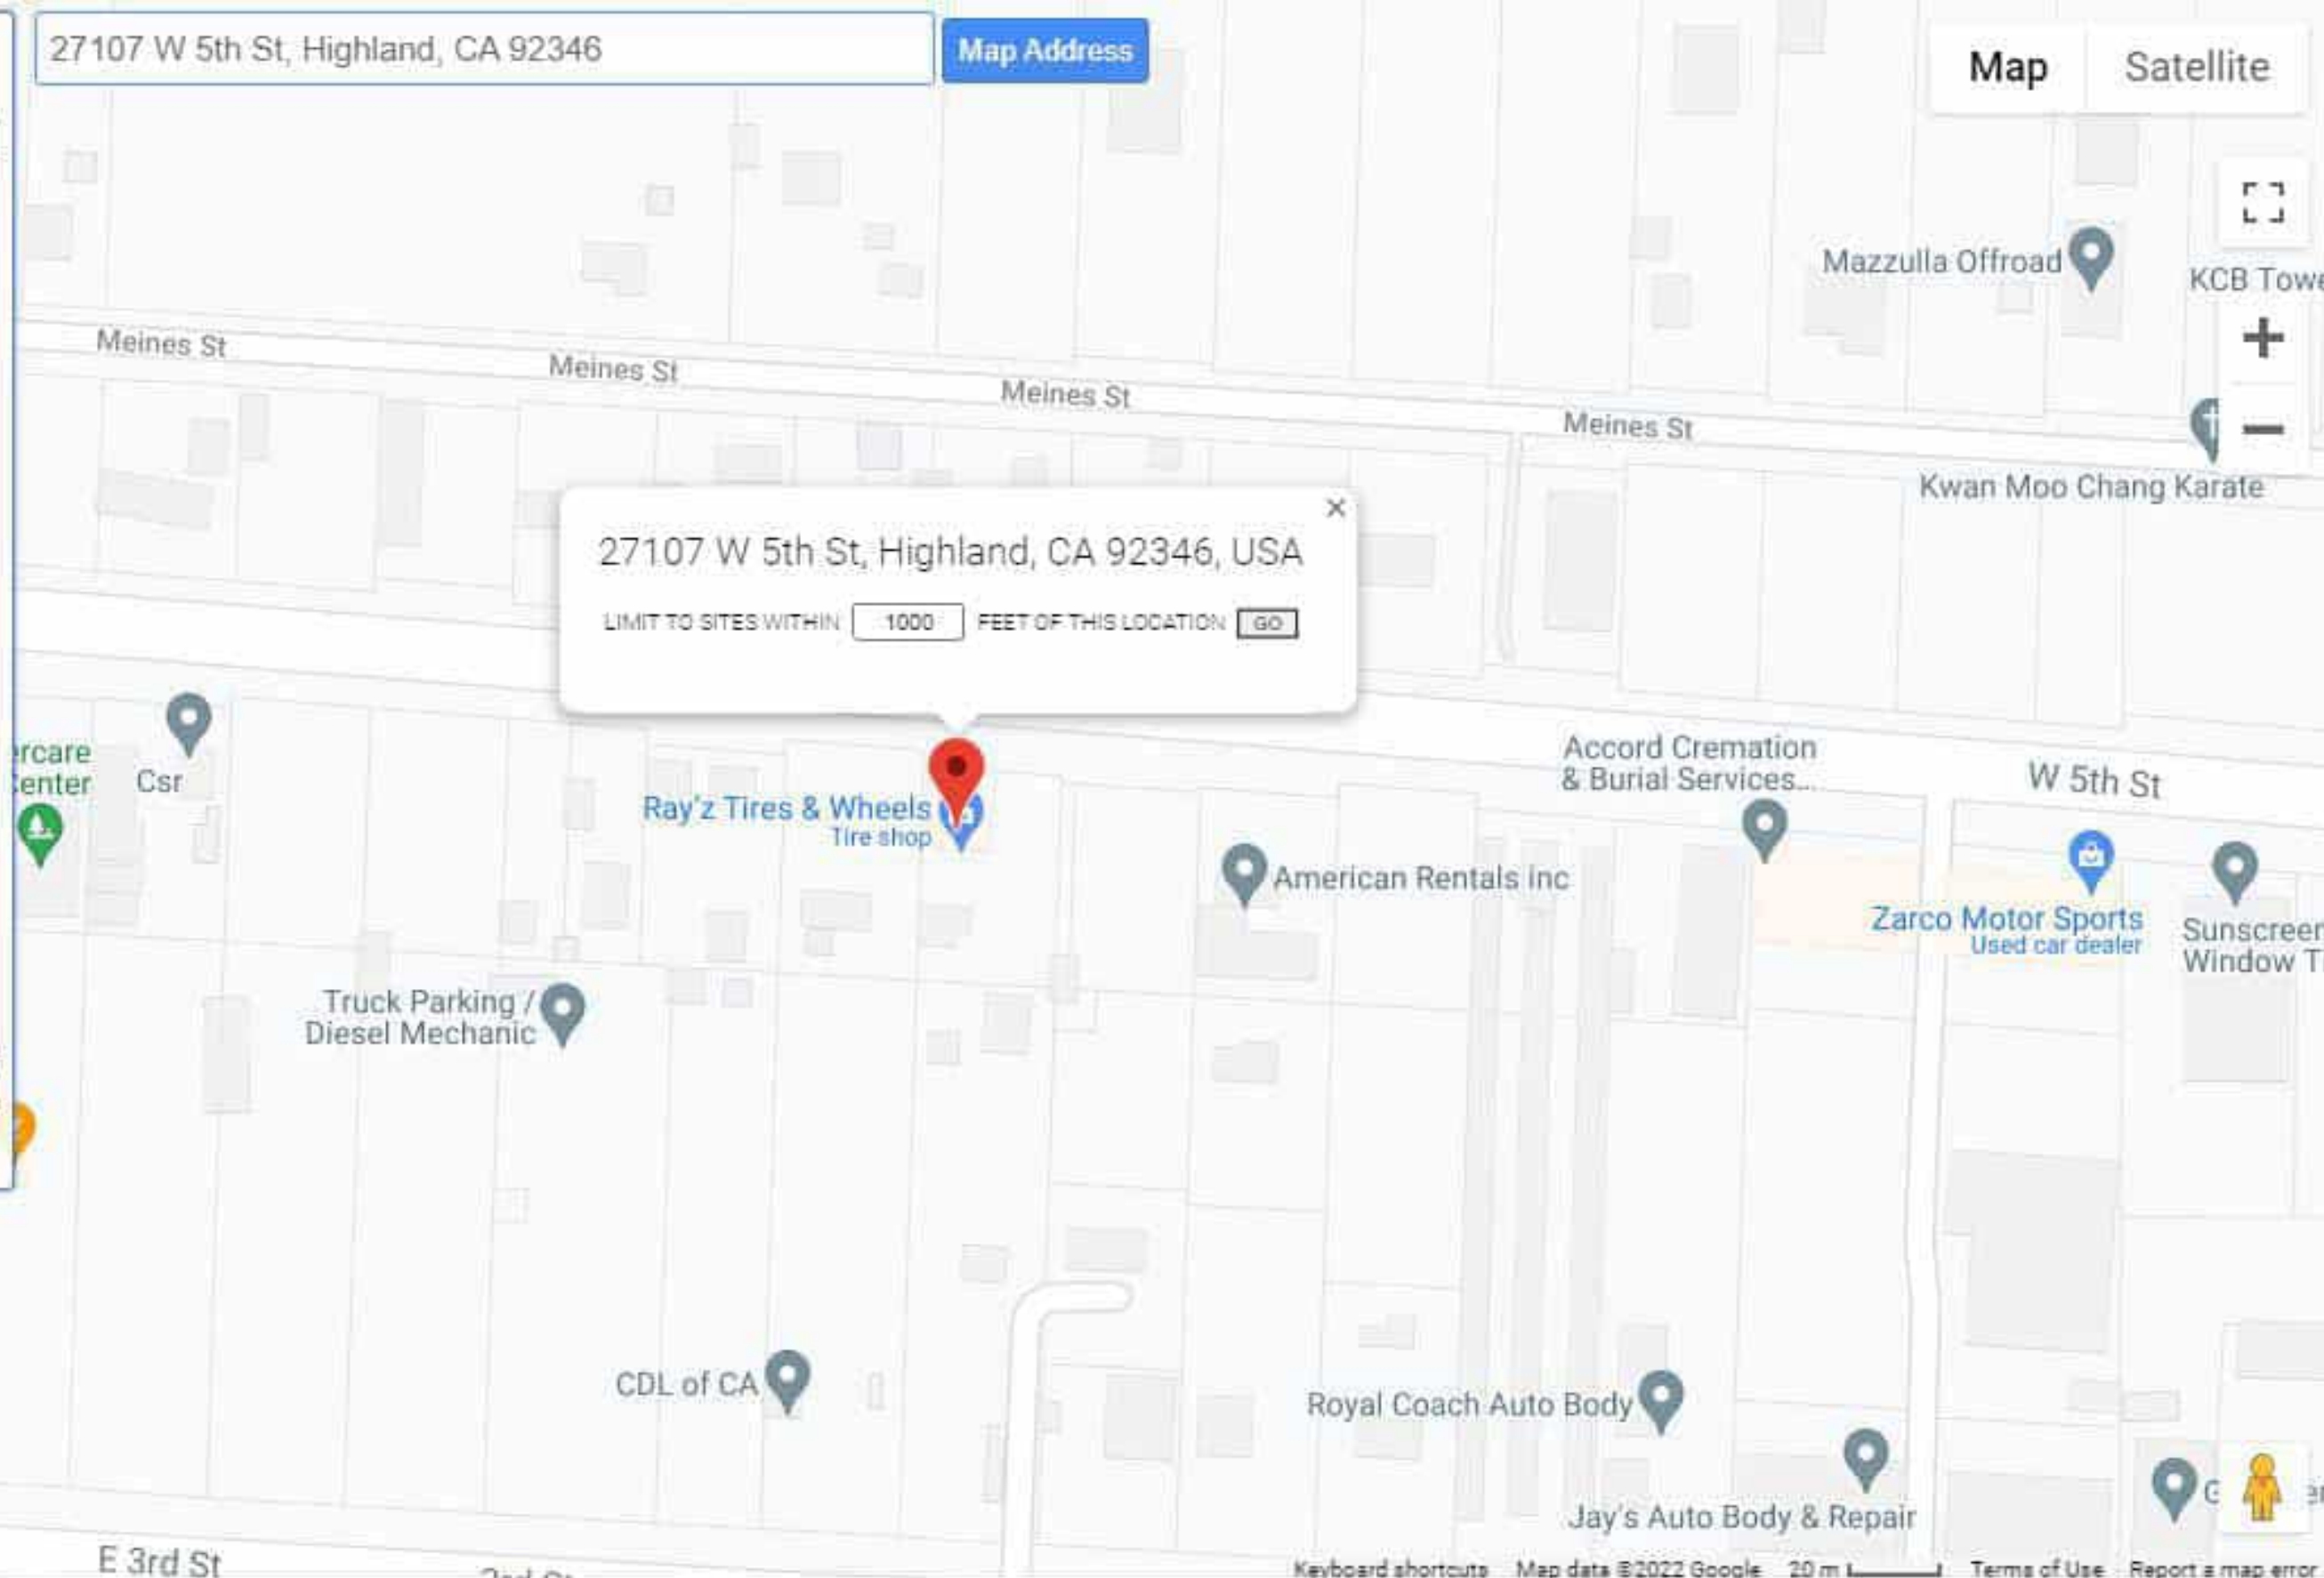 27107 W 5th St, Highland, CA 92346
Map Address
Map
Satellite
Mazzulla Offroad
KCB
Meines St
Meines St
Meines St
Meines St
Kwan Moo Chang Karate
27107 W 5th St, Highland, CA 92346, USA
×
LIMIT TO SITES WITHIN 1000 FEET OF THIS LOCATION GO
Csr
Ray'z Tires & Wheels
Tire shop
Accord Cremation
& Burial Services...
W 5th St
American Rentals inc
Zarco Motor Sports
Used car dealer
Window
Truck Parking /
Diesel Mechanic
CDL of CA
Royal Coach Auto Body
Jay's Auto Body & Repair
E 3rd St
Keyboard shortcuts
Map data ©2022 Google
20 m
Terms of Use
Report a map error